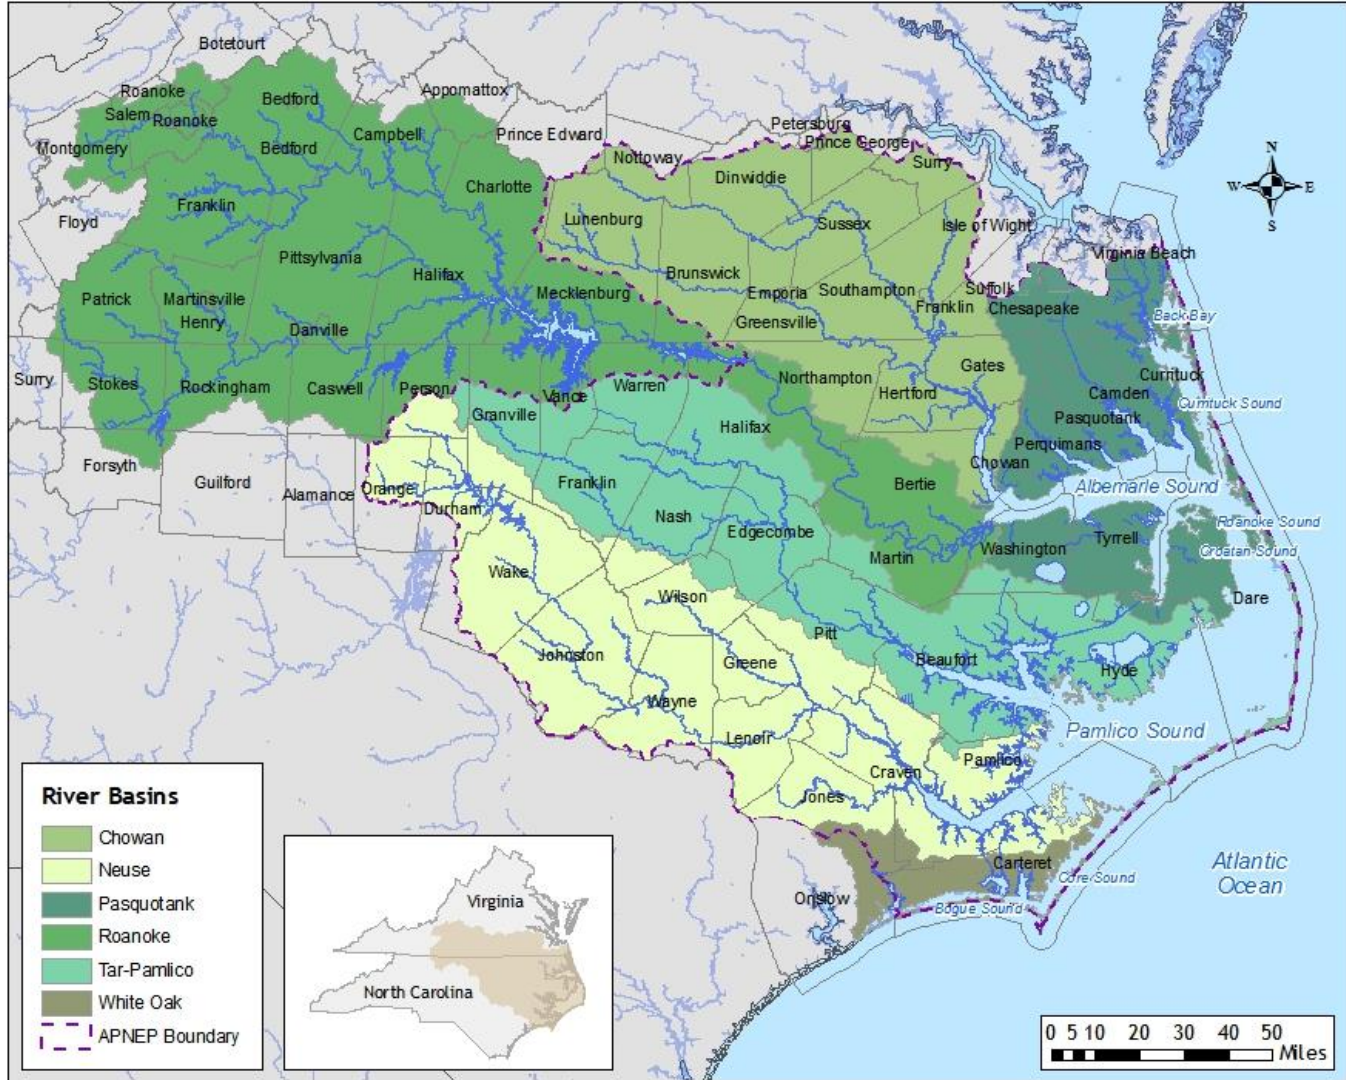 Botetourt
Roanoke
Bedford
Appomattox
Salem
Roanoke
Campbell
Prince Edward
Petersburg
Prince George
Montgomery
Bedford
Nottoway
Surry
N
W
E
S
Dinwiddie
Charlotte
Franklin
Floyd
Lunenburg
Sussex
Isle of Wight
Pittsylvania
Halifax
Brunswick
Virginia Beach
Patrick
Martinsville
Mecklenburg
Emporia
Southampton
Suffolk
Henry
Danville
Greensville
Franklin
Chesapeake
Back Bay
Surry
Stokes
Rockingham
Caswell
Person
Vance
Warren
Northampton
Gates
Currituck
Granville
Hertford
Camden
Currituck Sound
Halifax
Pasquotank
Perquimans
Forsyth
Guilford
Alamance
Orange
Franklin
Bertie
Chowan
Albemarle Sound
Durham
Nash
Edgecombe
Roanoke Sound
Martin
Washington
Tyrrell
Croatan Sound
Wake
Wilson
Dare
Pitt
Johnston
Greene
Beaufort
Hyde
Wayne
Lenoir
Pamlico Sound
Craven
Pamlico
Jones
Carteret
Core Sound
Onslow
Bogue Sound
Atlantic
Ocean
River Basins
Chowan
Neuse
Pasquotank
Roanoke
Tar-Pamlico
White Oak
APNEP Boundary
Virginia
North Carolina
0 5 10 20 30 40 50
Miles